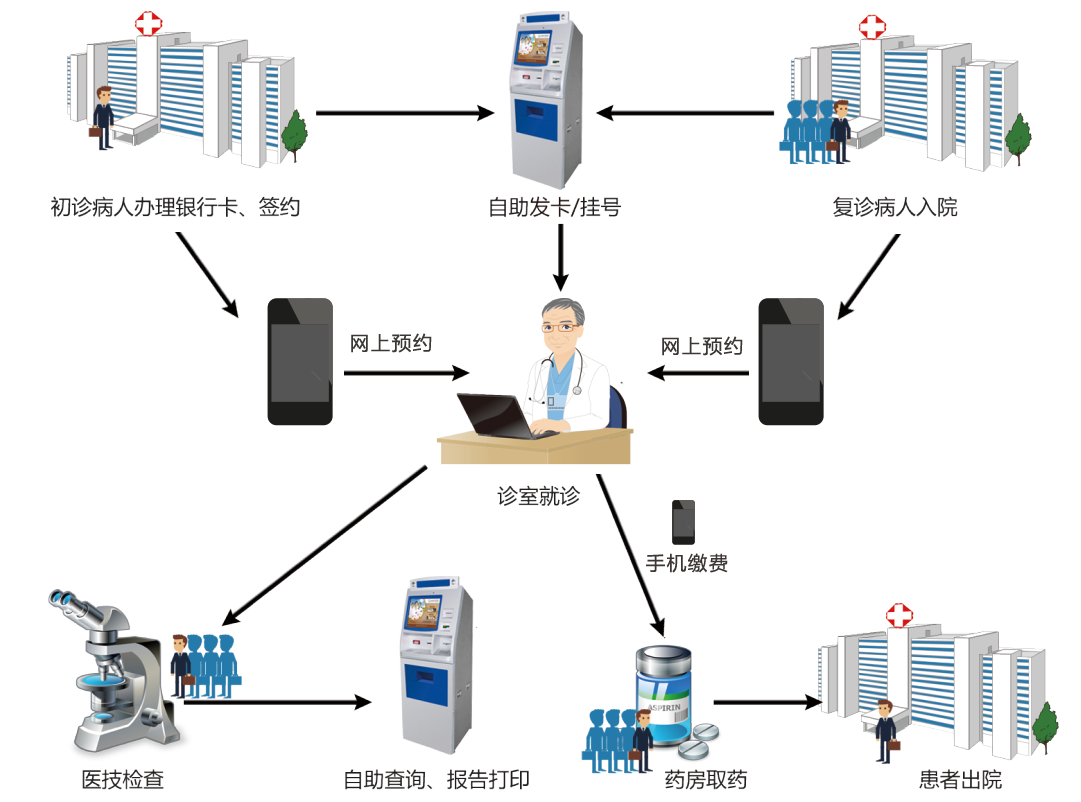 初诊病人办理银行卡、签约
自助发卡/挂号
复诊病人入院
网上预约
网上预约
诊室就诊
手机缴费
ASPIRIN
医技检查
自助查询、报告打印
药房取药
患者出院